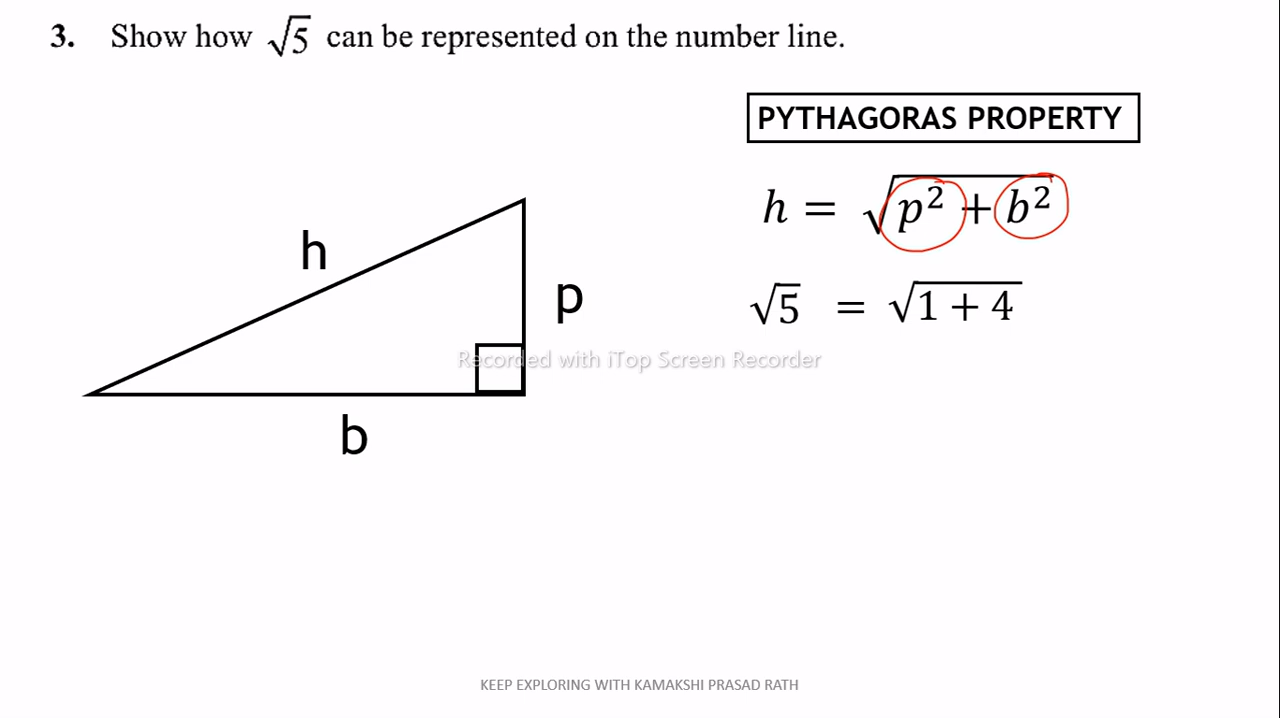 3. Show how √5 can be represented on the number line.
PYTHAGORAS PROPERTY
h = √p² + b²
h
√5 = √1 + 4
p
Recorded with iTop Screen Recorder
b
KEEP EXPLORING WITH KAMAKSHI PRASAD RATH